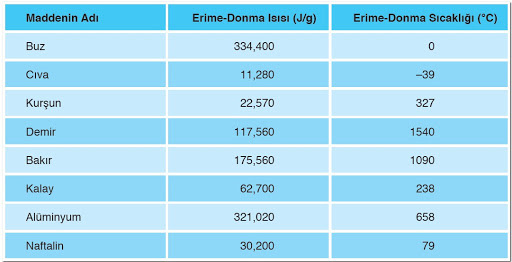 Maddenin Adı Erime-Donma Isısı (J/g) Erime-Donma Sıcaklığı (°C)
Buz 334,400 0
Cıva 11,280 –39
Kurşun 22,570 327
Demir 117,560 1540
Bakır 175,560 1090
Kalay 62,700 238
Alüminyum 321,020 658
Naftalin 30,200 79